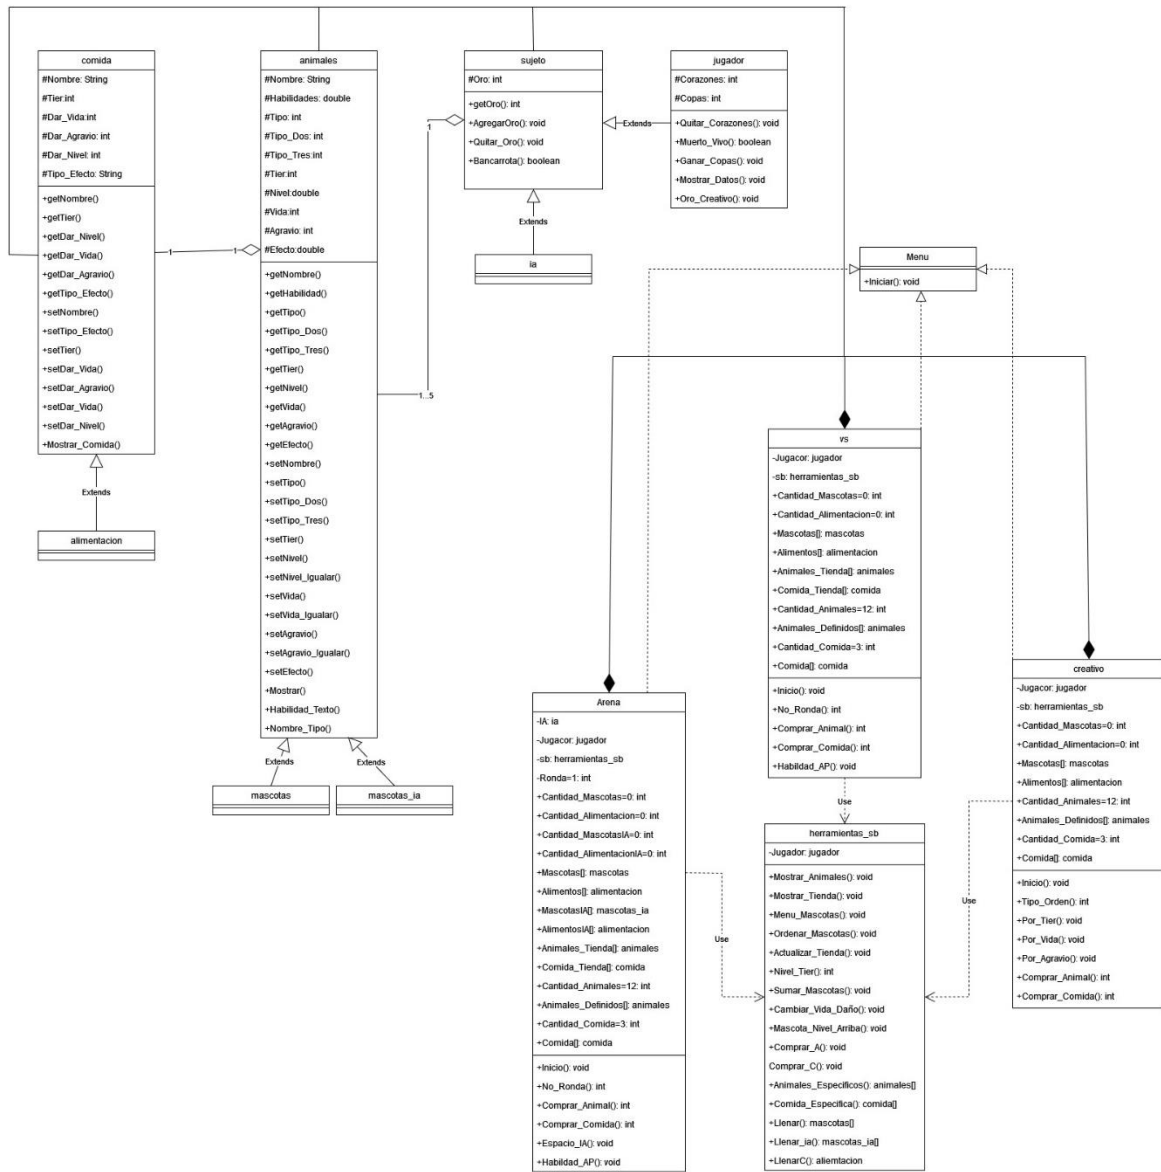 comida
#Nombre: String
#Tier:int
#Dar_Vida:int
#Dar_Agravio: int
#Dar_Nivel: int
#Tipo_Efecto: String
+getNombre()
+getTier()
+getDar_Nivel()
+getDar_Vida()
+getDar_Agravio()
+getTipo_Efecto()
+setNombre()
+setTipo_Efecto()
+setTier()
+setDar_Vida()
+setDar_Agravio()
+setDar_Vida()
+setDar_Nivel()
+Mostrar_Comida()
Extends
alimentacion
1
1
animales
#Nombre: String
#Habilidades: double
#Tipo: int
#Tipo_Dos: int
#Tipo_Tres:int
#Tier:int
#Nivel:double
#Vida:int
#Agravio: int
#Efecto:double
+getNombre()
+getHabilidad()
+getTipo()
+getTipo_Dos()
+getTipo_Tres()
+getTier()
+getNivel()
+getVida()
+getAgravio()
+getEfecto()
+setNombre()
+setTipo()
+setTipo_Dos()
+setTipo_Tres()
+setTier()
+setNivel()
+setNivel_Igualar()
+setVida()
+setVida_Igualar()
+setAgravio()
+setAgravio_Igualar()
+setEfecto()
+Mostrar()
+Habilidad_Texto()
+Nombre_Tipo()
Extends
Extends
mascotas
mascotas_ia
1
1...5
sujeto
#Oro: int
+getOro(): int
+AgregarOro(): void
+Quitar_Oro(): void
+Bancarrota(): boolean
Extends
ia
Extends
jugador
#Corazones: int
#Copas: int
+Quitar_Corazones(): void
+Muerto_Vivo(): boolean
+Ganar_Copas(): void
+Mostrar_Datos(): void
+Oro_Creativo(): void
Menu
+Iniciar(): void
vs
-Jugacor: jugador
-sb: herramientas_sb
+Cantidad_Mascotas=0: int
+Cantidad_Alimentacion=0: int
+Mascotas[]: mascotas
+Alimentos[]: alimentacion
+Animales_Tienda[]: animales
+Comida_Tienda[]: comida
+Cantidad_Animales=12: int
+Animales_Definidos[]: animales
+Cantidad_Comida=3: int
+Comida[]: comida
+Inicio(): void
+No_Ronda(): int
+Comprar_Animal(): int
+Comprar_Comida(): int
+Habildad_AP(): void
Use
Arena
-IA: ia
-Jugacor: jugador
-sb: herramientas_sb
-Ronda=1: int
+Cantidad_Mascotas=0: int
+Cantidad_Alimentacion=0: int
+Cantidad_MascotasIA=0: int
+Cantidad_AlimentacionIA=0: int
+Mascotas[]: mascotas
+Alimentos[]: alimentacion
+MascotasIA[]: mascotas_ia
+AlimentosIA[]: alimentacion
+Animales_Tienda[]: animales
+Comida_Tienda[]: comida
+Cantidad_Animales=12: int
+Animales_Definidos[]: animales
+Cantidad_Comida=3: int
+Comida[]: comida
+Inicio(): void
+No_Ronda(): int
+Comprar_Animal(): int
+Comprar_Comida(): int
+Espacio_IA(): void
+Habildad_AP(): void
Use
herramientas_sb
-Jugador: jugador
+Mostrar_Animales(): void
+Mostrar_Tienda(): void
+Menu_Mascotas(): void
+Ordenar_Mascotas(): void
+Actualizar_Tienda(): void
+Nivel_Tier(): int
+Sumar_Mascotas(): void
+Cambiar_Vida_Daño(): void
+Mascota_Nivel_Arriba(): void
+Comprar_A(): void
Comprar_C(): void
+Animales_Especificos(): animales[]
+Comida_Especifica(): comida[]
+Llenar(): mascotas[]
+Llenar_ia(): mascotas_ia[]
+LlenarC(): aliemtacion
Use
creativo
-Jugacor: jugador
-sb: herramientas_sb
+Cantidad_Mascotas=0: int
+Cantidad_Alimentacion=0: int
+Mascotas[]: mascotas
+Alimentos[]: alimentacion
+Cantidad_Animales=12: int
+Animales_Definidos[]: animales
+Cantidad_Comida=3: int
+Comida[]: comida
+Inicio(): void
+Tipo_Orden(): int
+Por_Tier(): void
+Por_Vida(): void
+Por_Agravio(): void
+Comprar_Animal(): int
+Comprar_Comida(): int